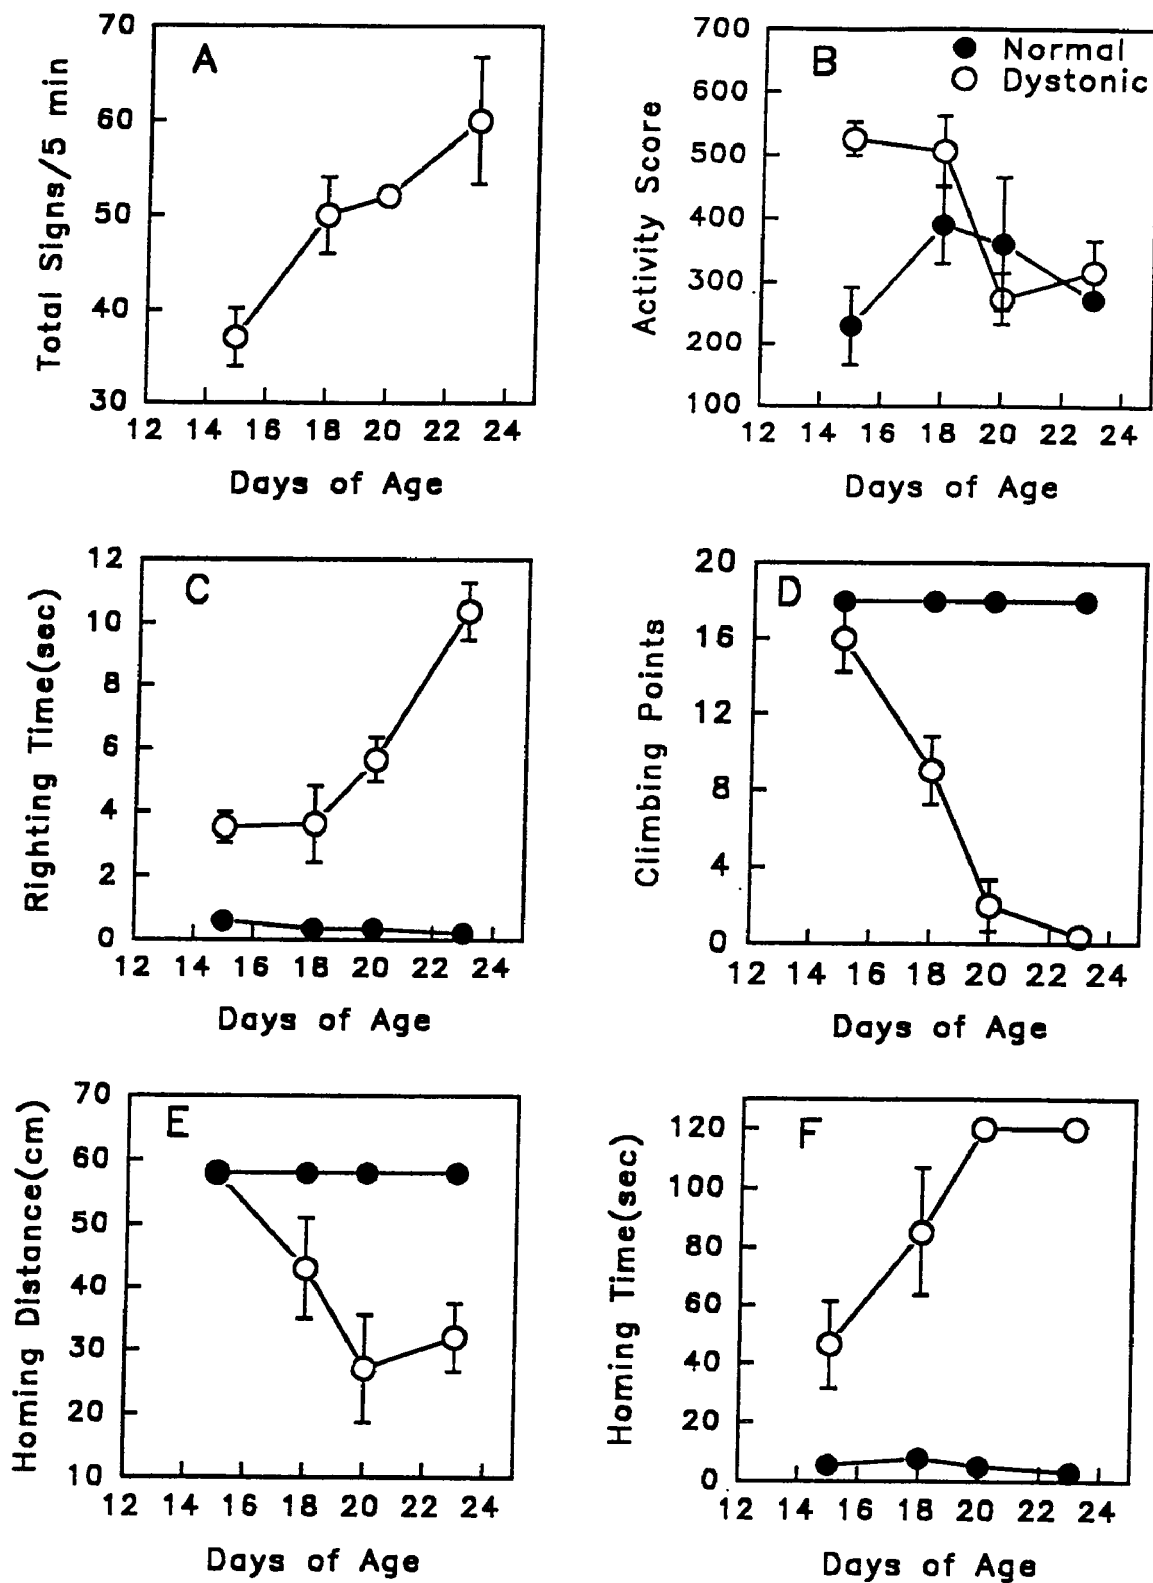 A
Total Signs/5 min
70
60
50
40
30
12 14 16 18 20 22 24
Days of Age
B
Normal
Dystonic
Activity Score
700
600
500
400
300
200
100
12 14 16 18 20 22 24
Days of Age
C
Righting Time(sec)
12
10
8
6
4
2
0
12 14 16 18 20 22 24
Days of Age
D
Climbing Points
20
16
12
8
4
0
12 14 16 18 20 22 24
Days of Age
E
Homing Distance(cm)
70
60
50
40
30
20
10
12 14 16 18 20 22 24
Days of Age
F
Homing Time(sec)
120
100
80
60
40
20
0
12 14 16 18 20 22 24
Days of Age